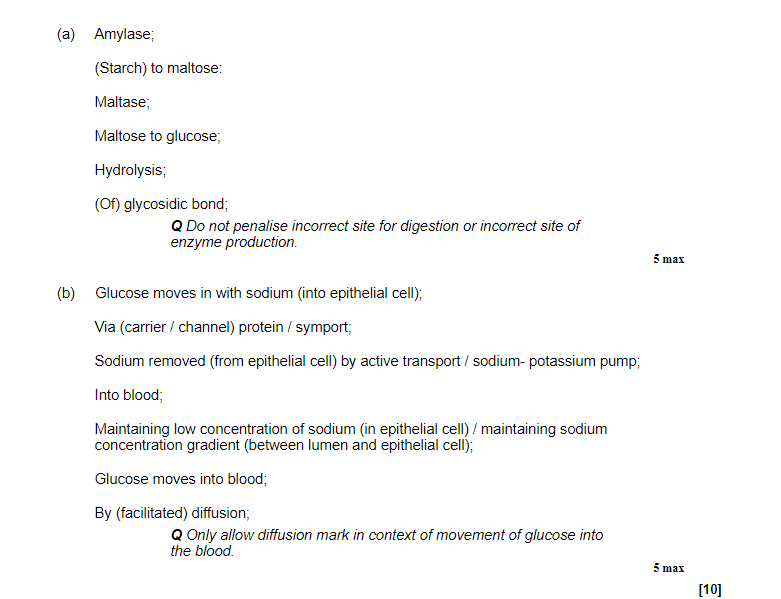 (a) Amylase;
(Starch) to maltose:
Maltase;
Maltose to glucose;
Hydrolysis;
(Of) glycosidic bond;
Q Do not penalise incorrect site for digestion or incorrect site of
enzyme production.
5 max
(b) Glucose moves in with sodium (into epithelial cell);
Via (carrier / channel) protein / symport;
Sodium removed (from epithelial cell) by active transport / sodium- potassium pump;
Into blood;
Maintaining low concentration of sodium (in epithelial cell) / maintaining sodium
concentration gradient (between lumen and epithelial cell);
Glucose moves into blood;
By (facilitated) diffusion;
Q Only allow diffusion mark in context of movement of glucose into
the blood.
5 max
[10]